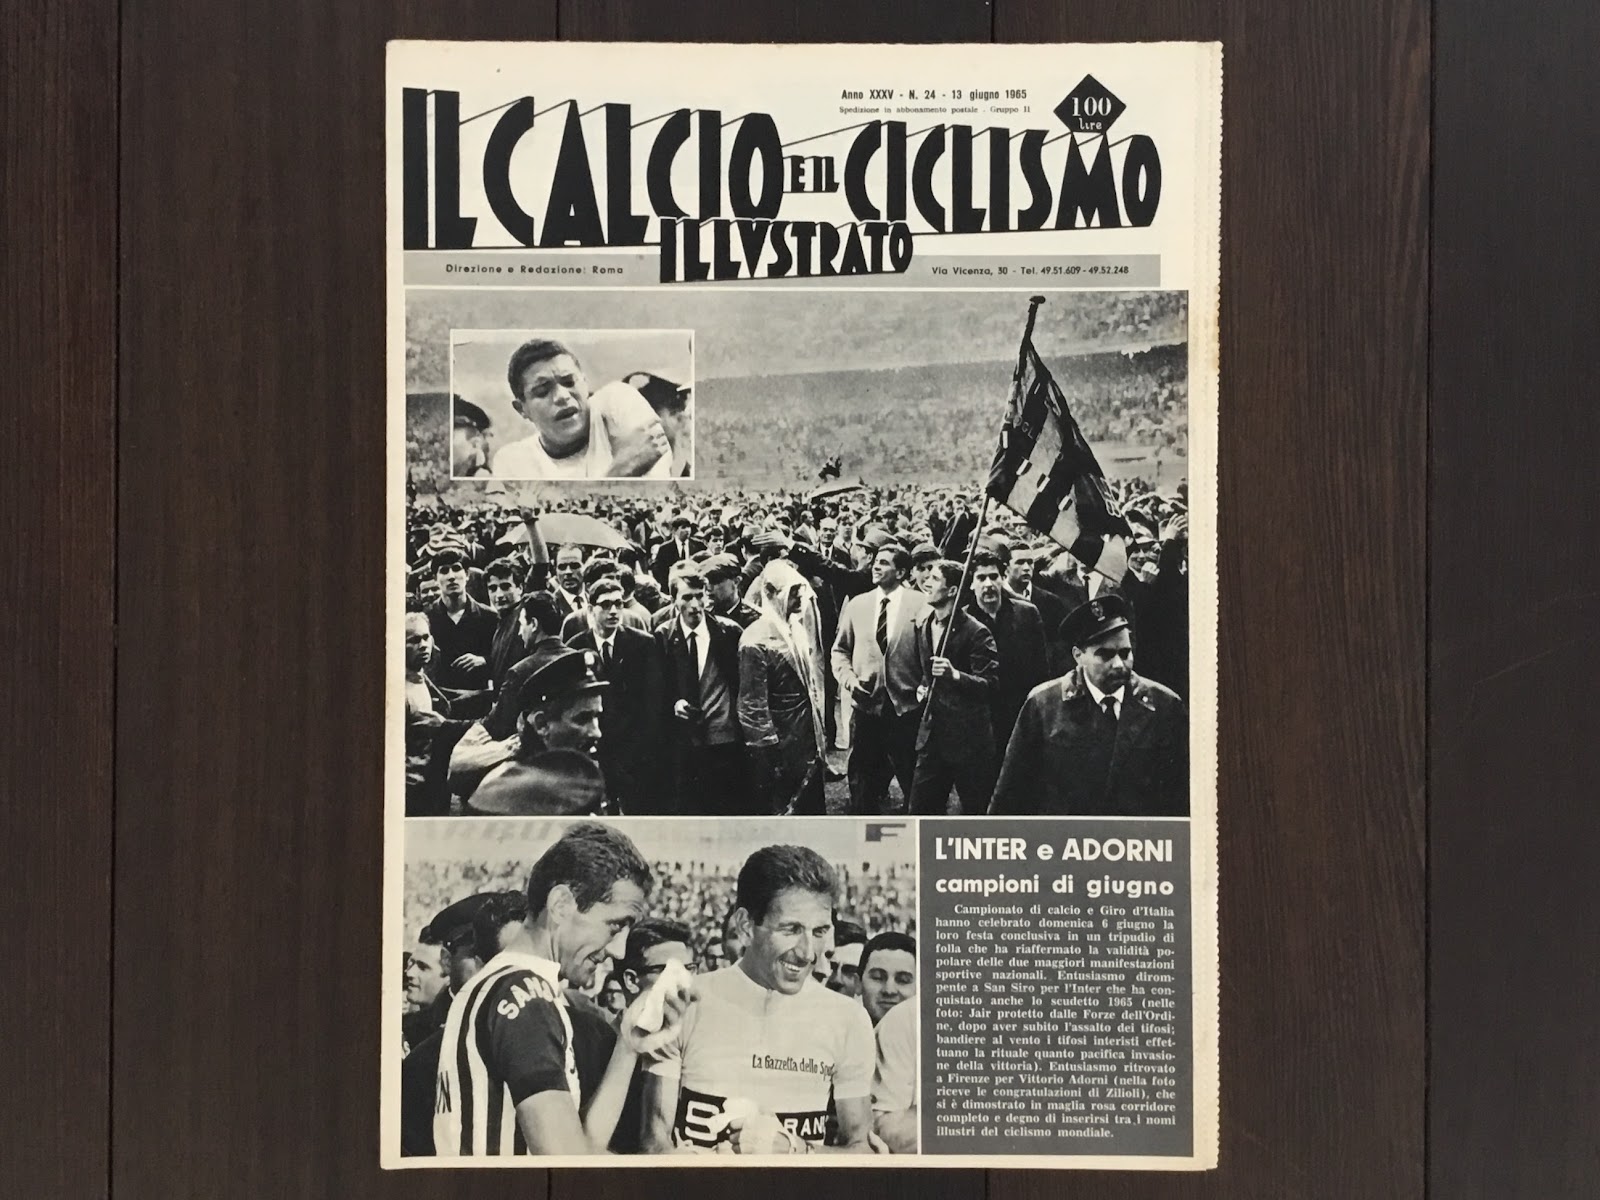 Anno XXXV - N. 24 - 13 giugno 1965
Spedizione in abbonamento postale - Gruppo II
100
lire
IL CALCIO E IL CICLISMO
ILLVSTRATO
Direzione e Redazione: Roma
Via Vicenza, 30 - Tel. 49.51.609 - 49.52.248
F
SAN
La Gazzetta dello Spo
S RAN
L'INTER e ADORNI
campioni di giugno
Campionato di calcio e Giro d'Italia
hanno celebrato domenica 6 giugno la
loro festa conclusiva in un tripudio di
folla che ha riaffermato la validità po-
polare delle due maggiori manifestazioni
sportive nazionali. Entusiasmo dirom-
pente a San Siro per l'Inter che ha con-
quistato anche lo scudetto 1965 (nelle
foto: Jair protetto dalle Forze dell'Ordi-
ne, dopo aver subito l'assalto dei tifosi;
bandiere al vento i tifosi interisti effet-
tuano la rituale quanto pacifica invasio-
ne della vittoria). Entusiasmo ritrovato
a Firenze per Vittorio Adorni (nella foto
riceve le congratulazioni di Zilioli), che
si è dimostrato in maglia rosa corridore
completo e degno di inserirsi tra i nomi
illustri del ciclismo mondiale.